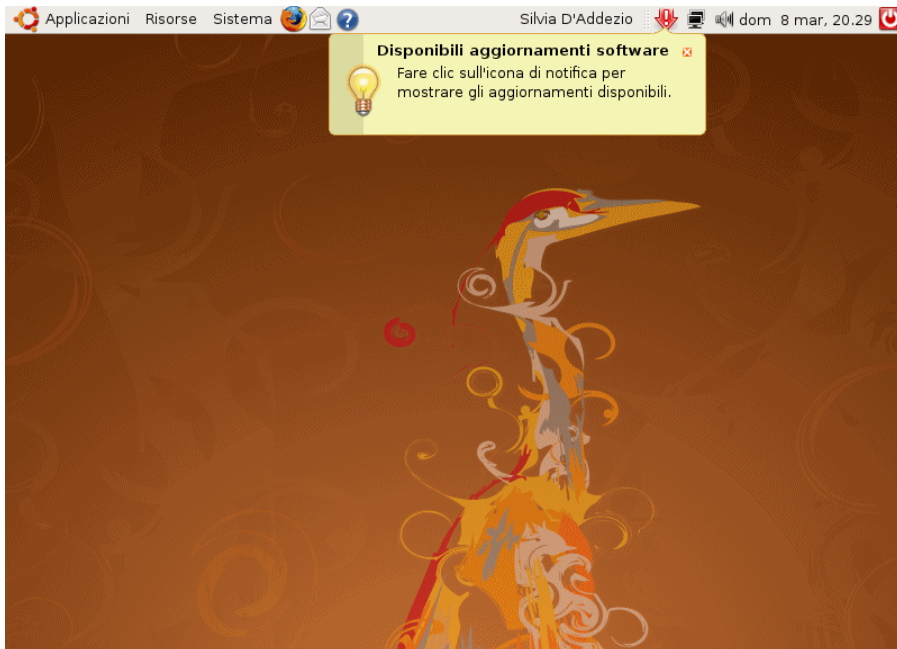 Applicazioni Risorse Sistema Silvia D'Addezio dom 8 mar, 20.29
Disponibili aggiornamenti software
Fare clic sull'icona di notifica per
mostrare gli aggiornamenti disponibili.